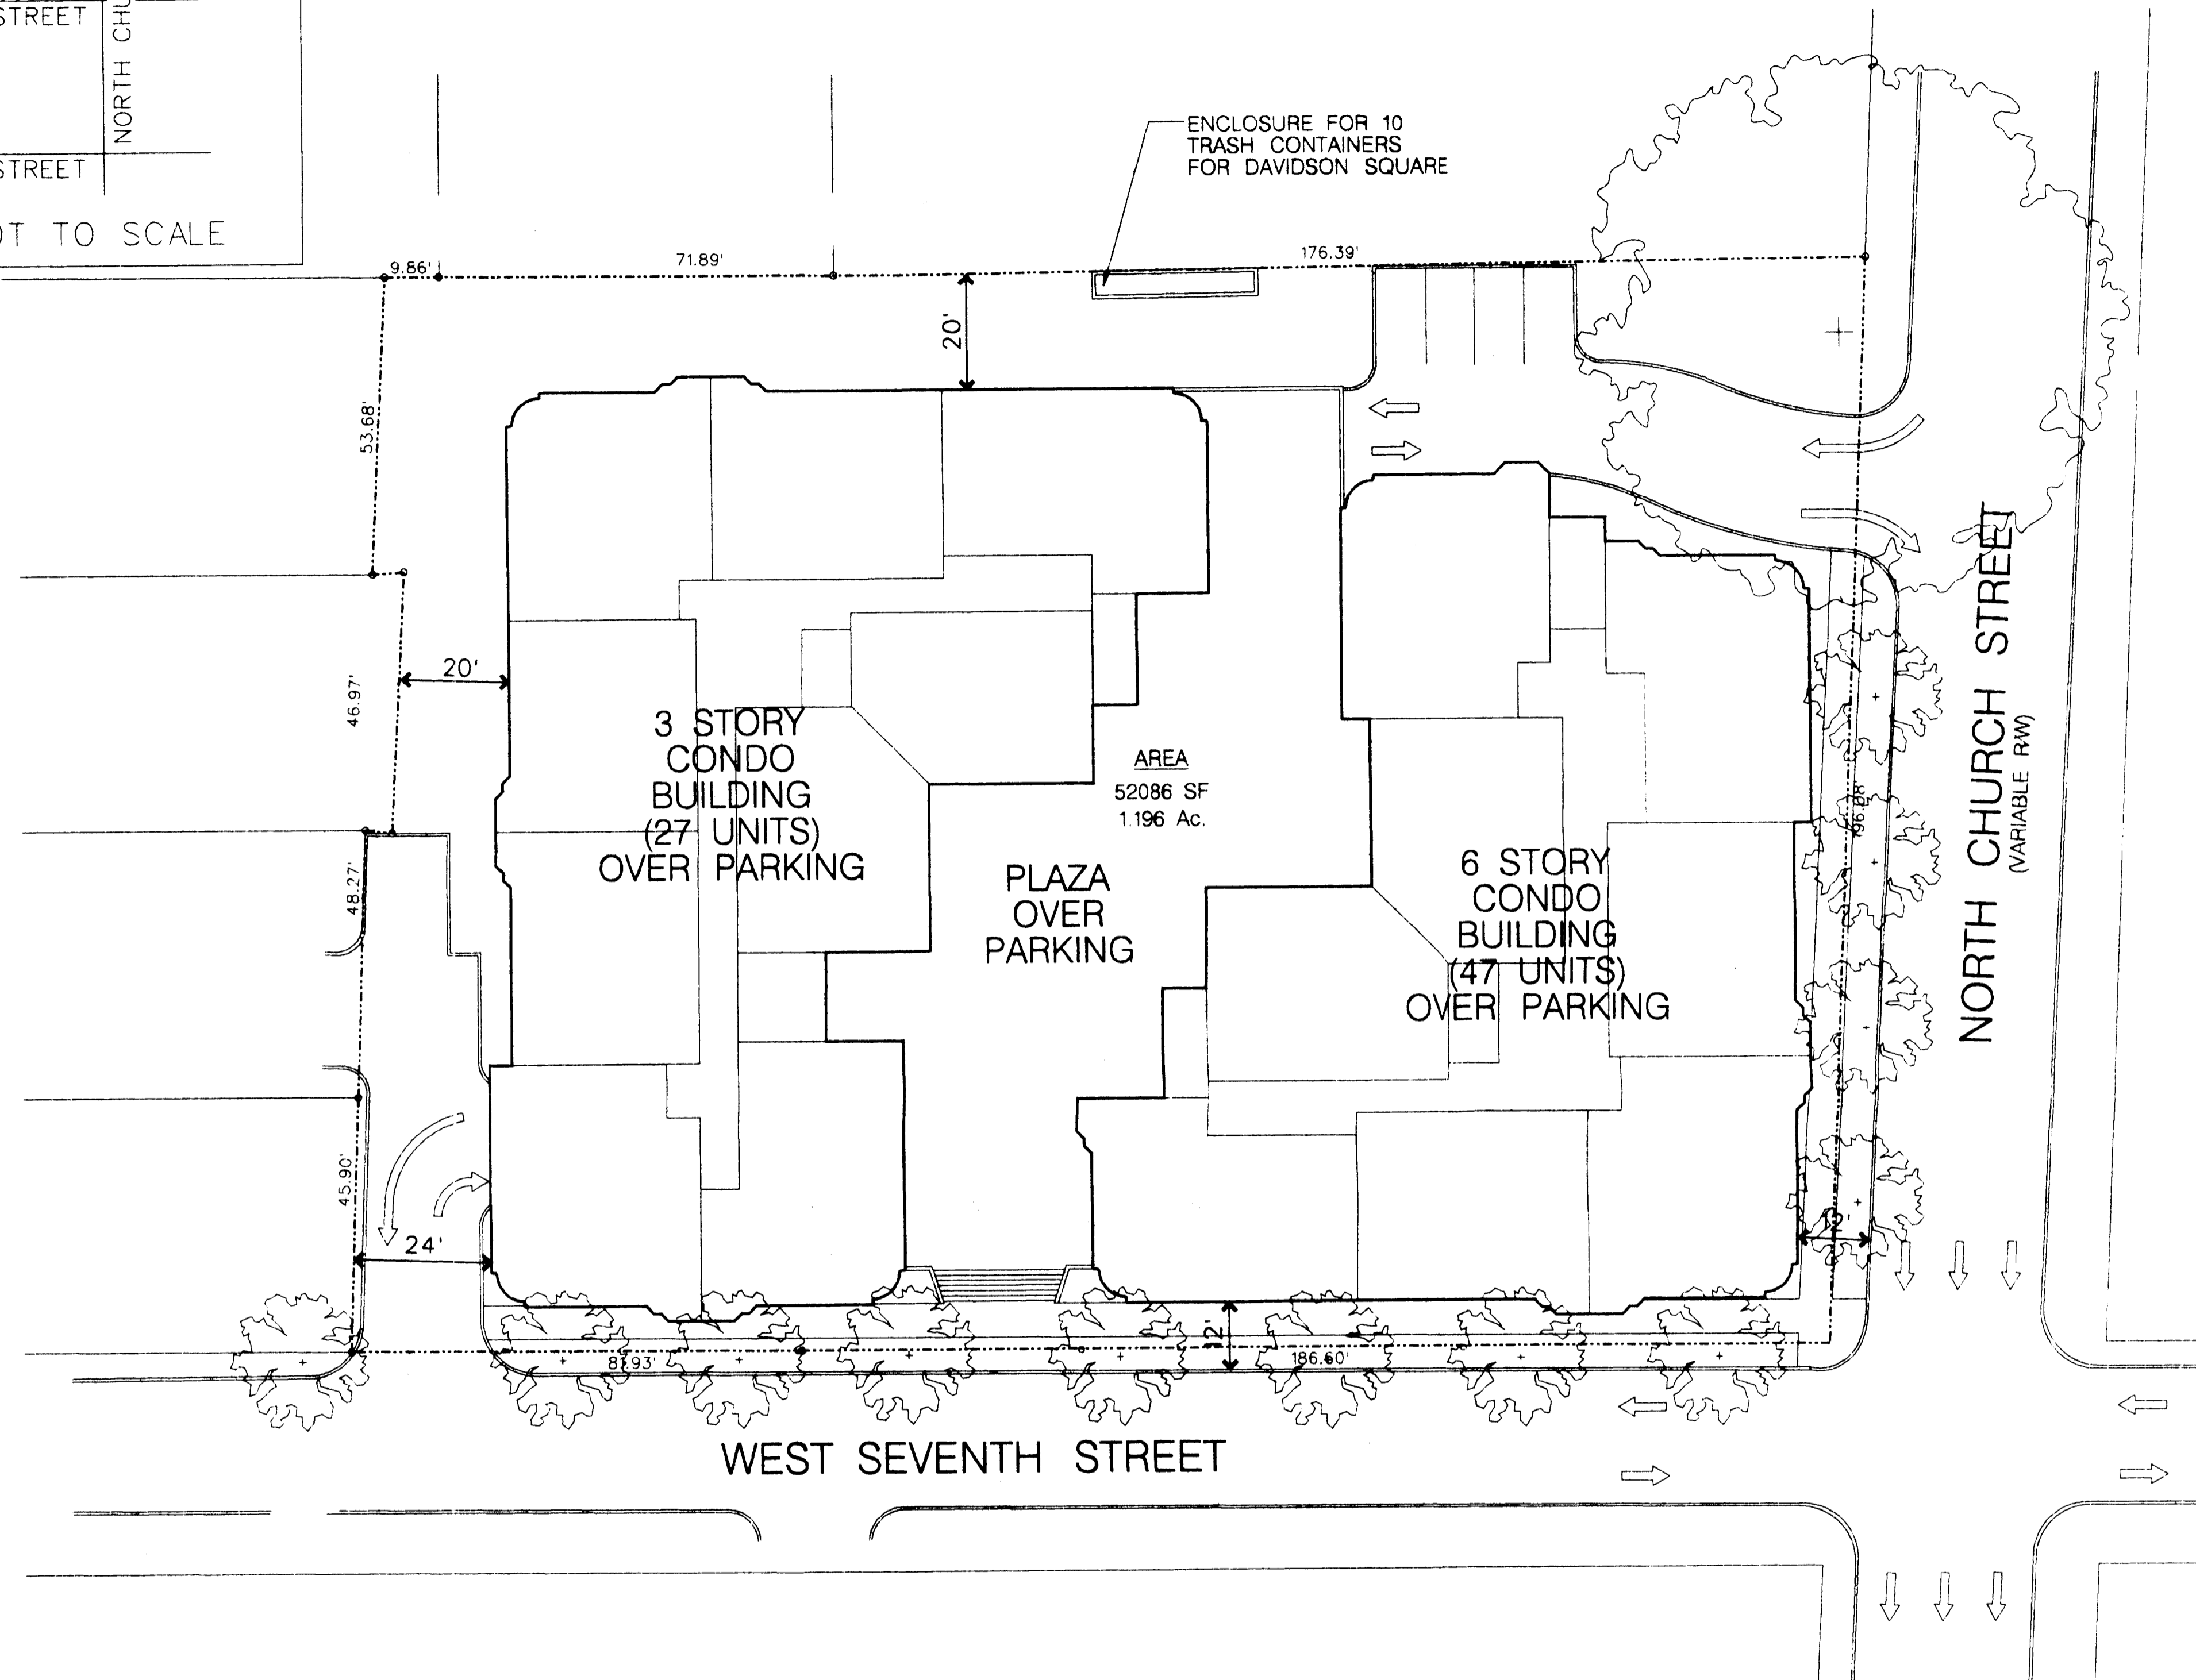 STREET
NORTH CHU
STREET
OT TO SCALE
ENCLOSURE FOR 10
TRASH CONTAINERS
FOR DAVIDSON SQUARE
9.86'
71.89'
176.39'
20'
53.68'
46.97'
20'
3 STORY
CONDO
BUILDING
(27 UNITS)
OVER PARKING
AREA
52086 SF
1.196 Ac.
PLAZA
OVER
PARKING
6 STORY
CONDO
BUILDING
(47 UNITS)
OVER PARKING
NORTH CHURCH STREET
(VARIABLE R/W)
48.27'
45.90'
24'
12'
12'
186.60'
WEST SEVENTH STREET